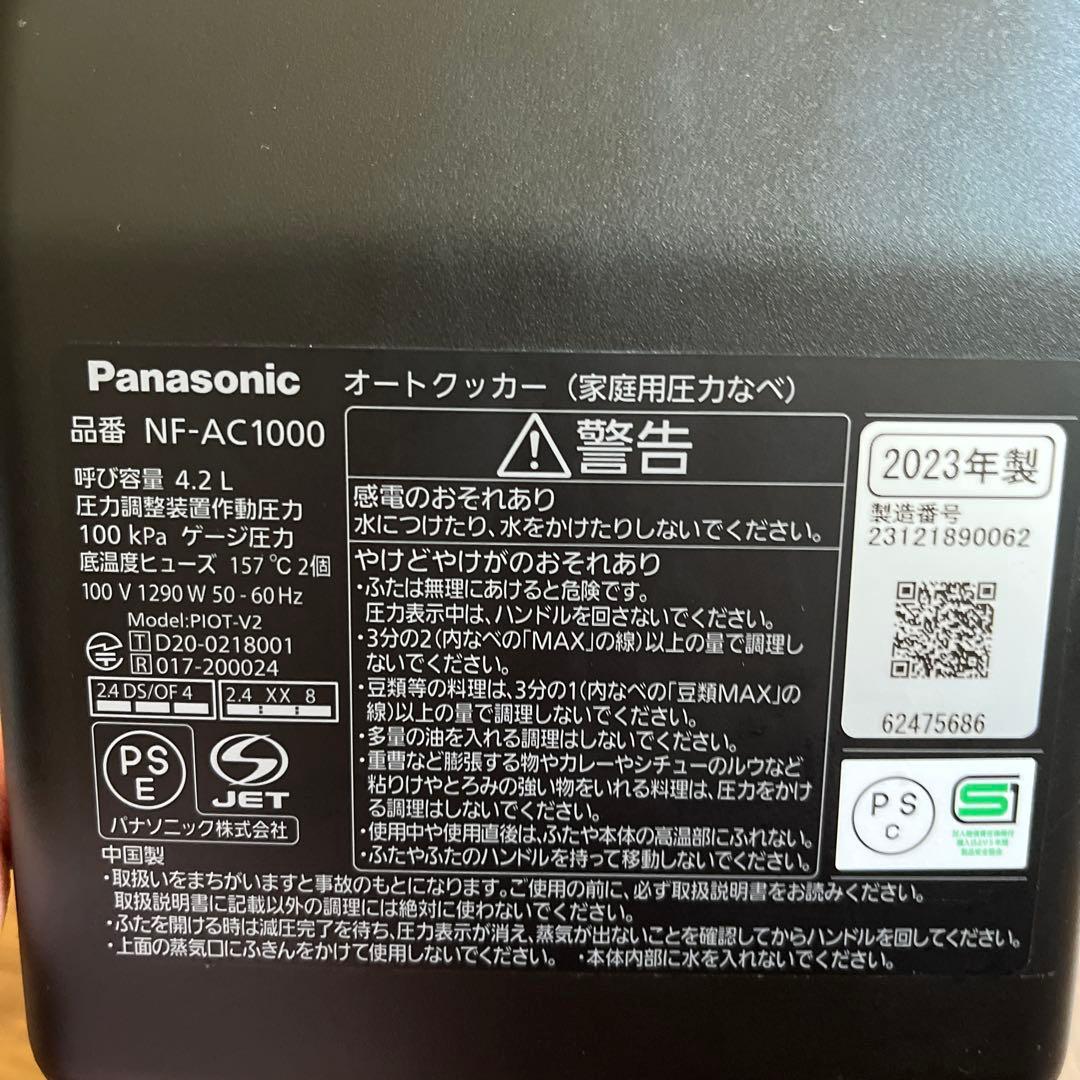 Panasonic オートクッカー（家庭用圧力なべ）
品番 NF-AC1000
呼び容量 4.2 L
圧力調整装置作動圧力
100 kPa ゲージ圧力
底温度ヒューズ 157 ℃ 2個
100 V 1290 W 50 - 60 Hz
Model:PIOT-V2
T D20-0218001
R 017-200024
2.4 DS/OF 4 2.4 XX 8
PS
E
JET
パナソニック株式会社
中国製
警告
感電のおそれあり
水につけたり、水をかけたりしないでください。
やけどやけがのおそれあり
・ふたは無理にあけると危険です。
圧力表示中は、ハンドルを回さないでください。
・3分の2(内なべの「MAX」の線)以上の量で調理し
ないでください。
・豆類等の料理は、3分の1(内なべの「豆類MAX」の
線)以上の量で調理しないでください。
・多量の油を入れる調理はしないでください。
・重曹など膨張する物やカレーやシチューのルウなど
粘りけやとろみの強い物をいれる料理は、圧力をかけ
る調理はしないでください。
・使用中や使用直後は、ふたや本体の高温部にふれない。
・ふたやふたのハンドルを持って移動しないでください。
2023年製
製造番号
23121890062
62475686
PS
C
・取扱いをまちがいますと事故のもとになります。ご使用の前に、必ず取扱説明書をお読みください。
取扱説明書に記載以外の調理には絶対に使わないでください。
・ふたを開ける時は減圧完了を待ち、圧力表示が消え、蒸気が出ないことを確認してからハンドルを回してください。
・上面の蒸気口にふきんをかけて使用しないでください。 ・本体内部に水を入れないでください。